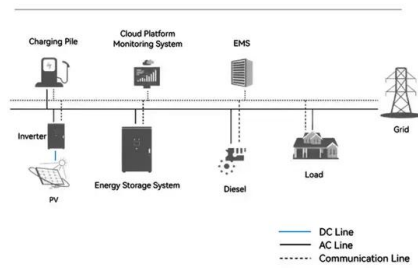 Charging Pile
Cloud Platform
Monitoring System
EMS
Grid
Inverter
PV
Energy Storage System
Diesel
Load
DC Line
AC Line
Communication Line